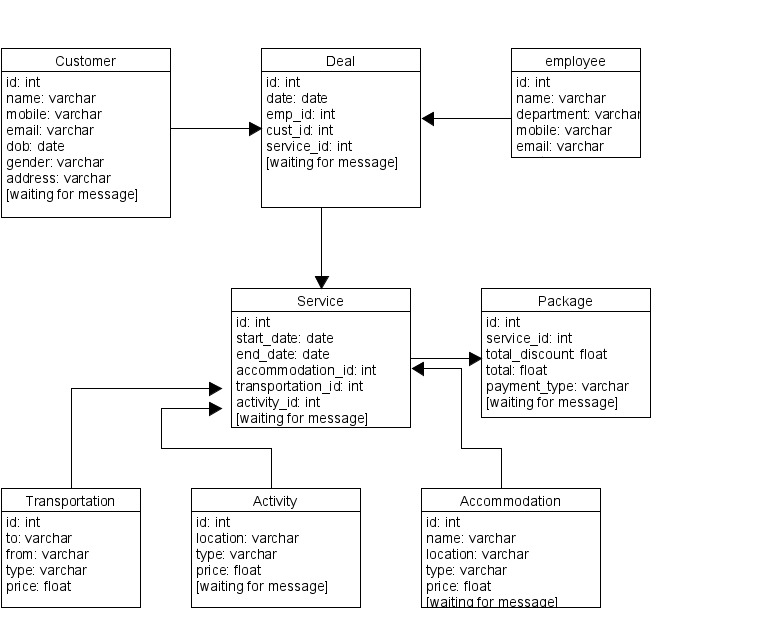 Customer
id: int
name: varchar
mobile: varchar
email: varchar
dob: date
gender: varchar
address: varchar
[waiting for message]
Deal
id: int
date: date
emp_id: int
cust_id: int
service_id: int
[waiting for message]
employee
id: int
name: varchar
department: varchar
mobile: varchar
email: varchar
Service
id: int
start_date: date
end_date: date
accommodation_id: int
transportation_id: int
activity_id: int
[waiting for message]
Package
id: int
service_id: int
total_discount: float
total: float
payment_type: varchar
[waiting for message]
Transportation
id: int
to: varchar
from: varchar
type: varchar
price: float
Activity
id: int
location: varchar
type: varchar
price: float
[waiting for message]
Accommodation
id: int
name: varchar
location: varchar
type: varchar
price: float
[waiting for message]